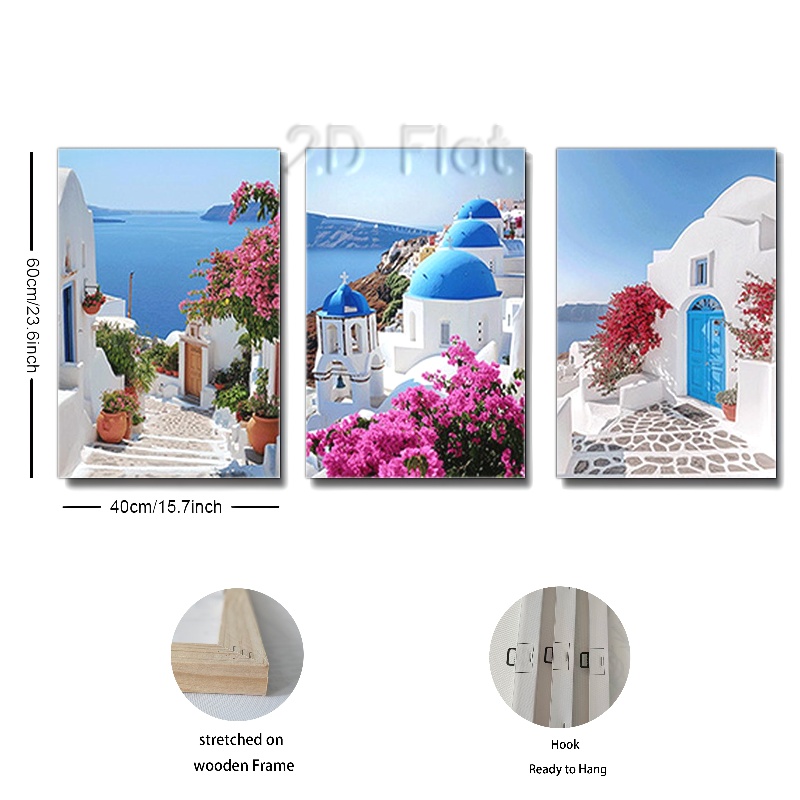 2D Flat
60cm/23.6inch
40cm/15.7inch
stretched on
wooden Frame
Hook
Ready to Hang